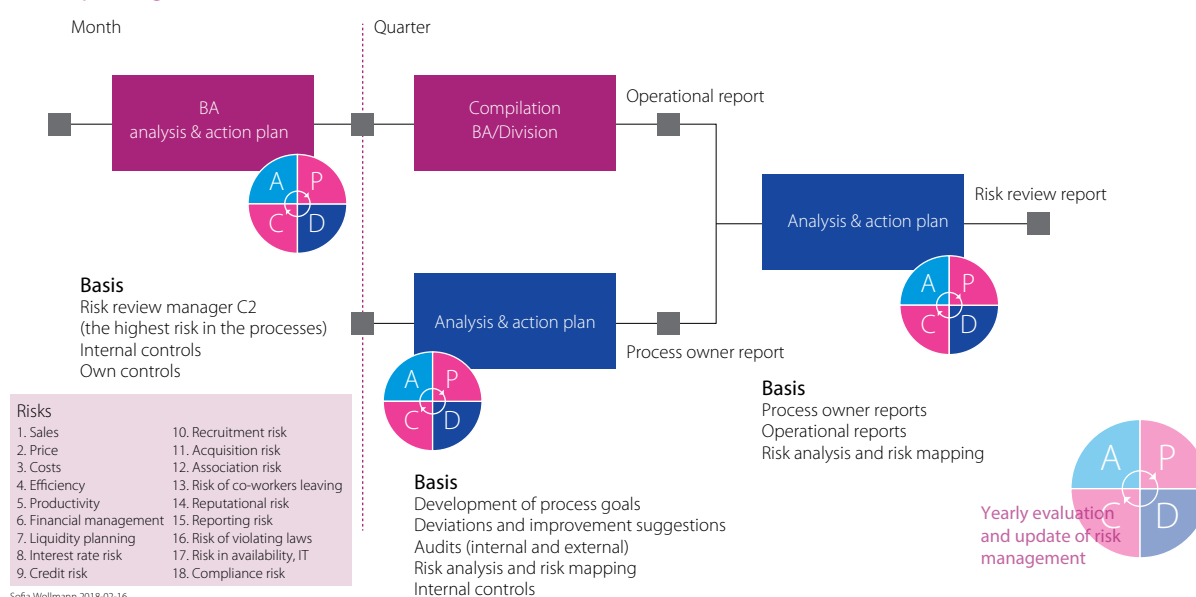 Month
Quarter
BA
analysis & action plan
Compilation
BA/Division
Operational report
A P
C D
Analysis & action plan
Risk review report
Basis
Risk review manager C2
(the highest risk in the processes)
Internal controls
Own controls
Analysis & action plan
Process owner report
A P
C D
A P
C D
Risks
1. Sales
2. Price
3. Costs
4. Efficiency
5. Productivity
6. Financial management
7. Liquidity planning
8. Interest rate risk
9. Credit risk
10. Recruitment risk
11. Acquisition risk
12. Association risk
13. Risk of co-workers leaving
14. Reputational risk
15. Reporting risk
16. Risk of violating laws
17. Risk in availability, IT
18. Compliance risk
Basis
Development of process goals
Deviations and improvement suggestions
Audits (internal and external)
Risk analysis and risk mapping
Internal controls
Basis
Process owner reports
Operational reports
Risk analysis and risk mapping
A P
C D
Yearly evaluation
and update of risk
management
Sofia Wellmann 2018-02-16